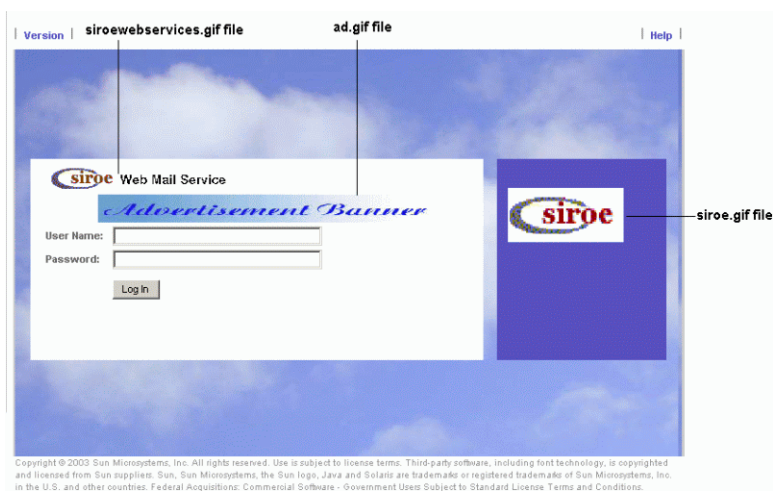 Version
siroewebservices.gif file
ad.gif file
Help
siroe Web Mail Service
Advertisement Banner
siroe
siroe.gif file
User Name:
Password:
Log In
Copyright © 2003 Sun Microsystems, Inc. All rights reserved. Use is subject to license terms. Third-party software, including font technology, is copyrighted
and licensed from Sun suppliers. Sun, Sun Microsystems, the Sun logo, Java and Solaris are trademarks or registered trademarks of Sun Microsystems, Inc.
in the U.S. and other countries. Federal Acquisitions: Commercial Software - Government Users Subject to Standard License Terms and Conditions.